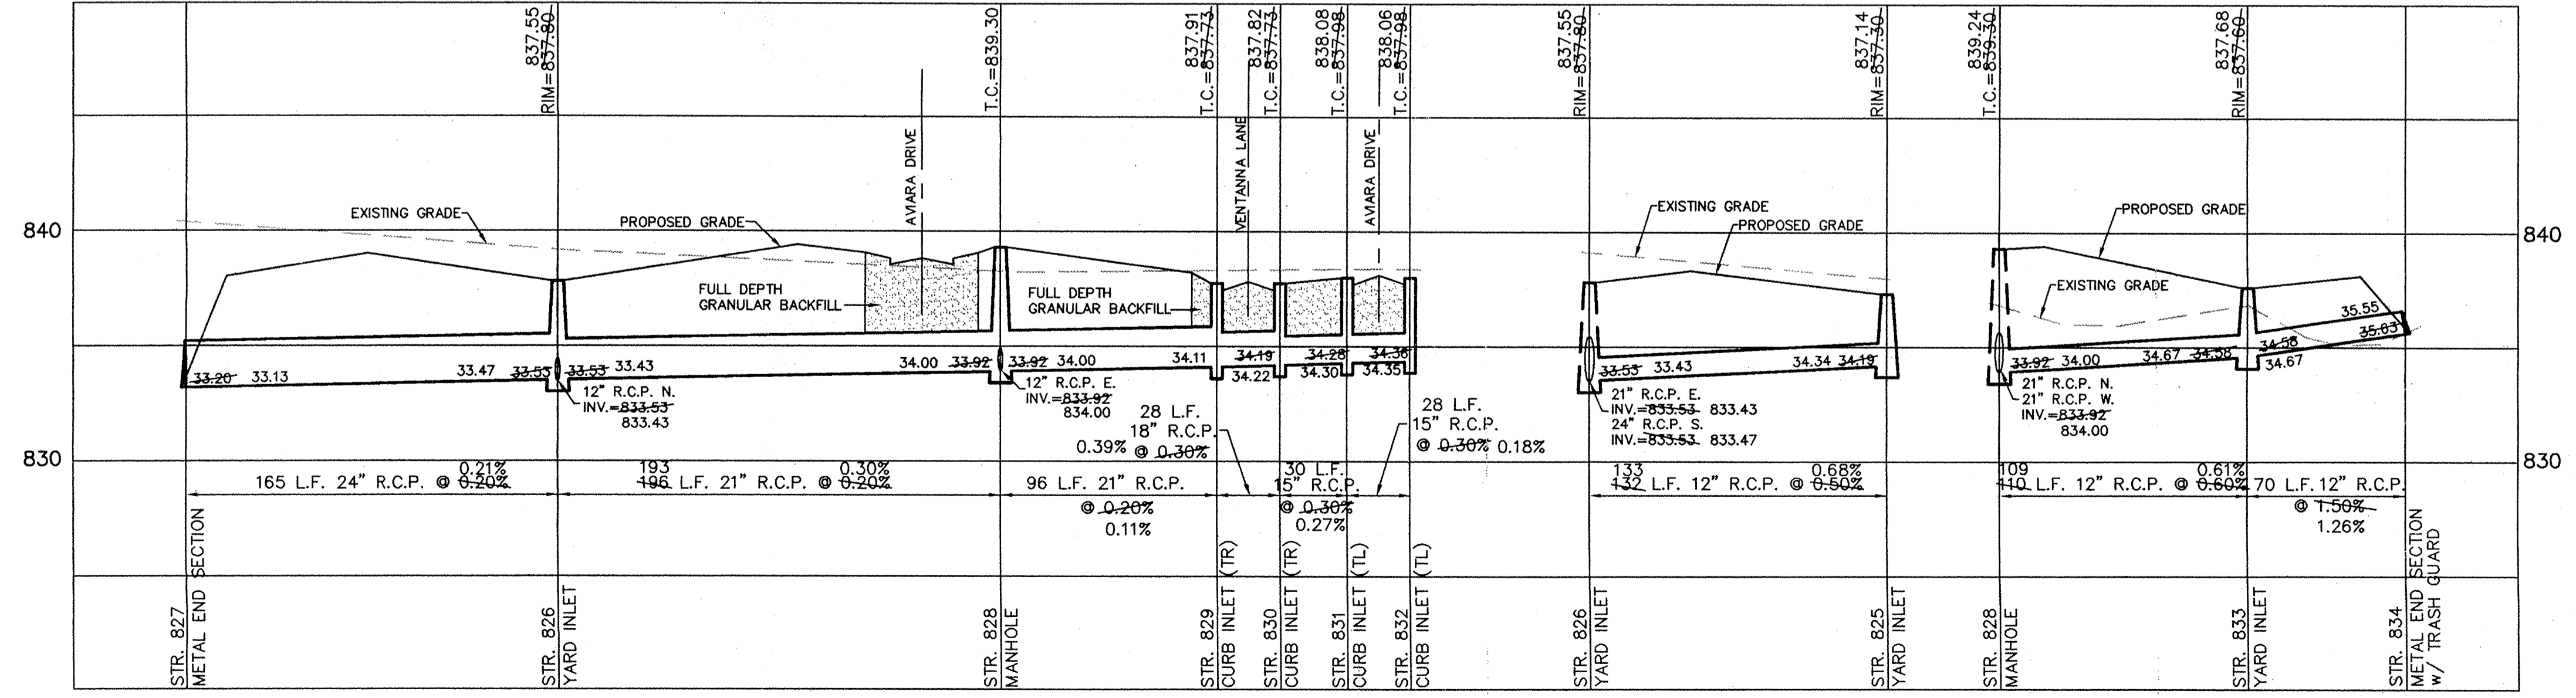 837.55
RIM=837.80
T.C.=839.30
837.91
T.C.=837.73
837.82
T.C.=837.73
838.08
T.C.=837.98
838.06
T.C.=837.98
837.55
RIM=837.80
837.14
RIM=837.30
839.24
T.C.=839.30
837.68
RIM=837.60
AVIARA DRIVE
VENTANNA LANE
AVIARA DRIVE
840
EXISTING GRADE
PROPOSED GRADE
EXISTING GRADE
PROPOSED GRADE
PROPOSED GRADE
EXISTING GRADE
840
FULL DEPTH
GRANULAR BACKFILL
FULL DEPTH
GRANULAR BACKFILL
33.20 33.13
33.47 33.53
33.53 33.43
34.00 33.92
33.92 34.00
34.11
34.19
34.22
34.28
34.30
34.36
34.35
33.53 33.43
34.34 34.19
33.92 34.00
34.67 34.58
34.58
34.67
35.55
35.03
12" R.C.P. N.
INV.=833.53
833.43
12" R.C.P. E.
INV.=833.92
834.00
21" R.C.P. E.
INV.=833.53 833.43
24" R.C.P. S.
INV.=833.53 833.47
21" R.C.P. N.
21" R.C.P. W.
INV.=833.92
834.00
28 L.F.
18" R.C.P.
0.39% @ 0.30%
28 L.F.
15" R.C.P.
@ 0.30% 0.18%
830
830
0.21%
165 L.F. 24" R.C.P. @ 0.20%
193 0.30%
196 L.F. 21" R.C.P. @ 0.20%
96 L.F. 21" R.C.P.
@ 0.20%
0.11%
30 L.F.
15" R.C.P.
@ 0.30%
0.27%
133 0.68%
132 L.F. 12" R.C.P. @ 0.50%
109 0.61%
110 L.F. 12" R.C.P. @ 0.60%
70 L.F. 12" R.C.P.
@ 1.50%
1.26%
STR. 827
METAL END SECTION
STR. 826
YARD INLET
STR. 828
MANHOLE
STR. 829
CURB INLET (TR)
STR. 830
CURB INLET (TR)
STR. 831
CURB INLET (TL)
STR. 832
CURB INLET (TL)
STR. 826
YARD INLET
STR. 825
YARD INLET
STR. 828
MANHOLE
STR. 833
YARD INLET
STR. 834
METAL END SECTION
W/ TRASH GUARD